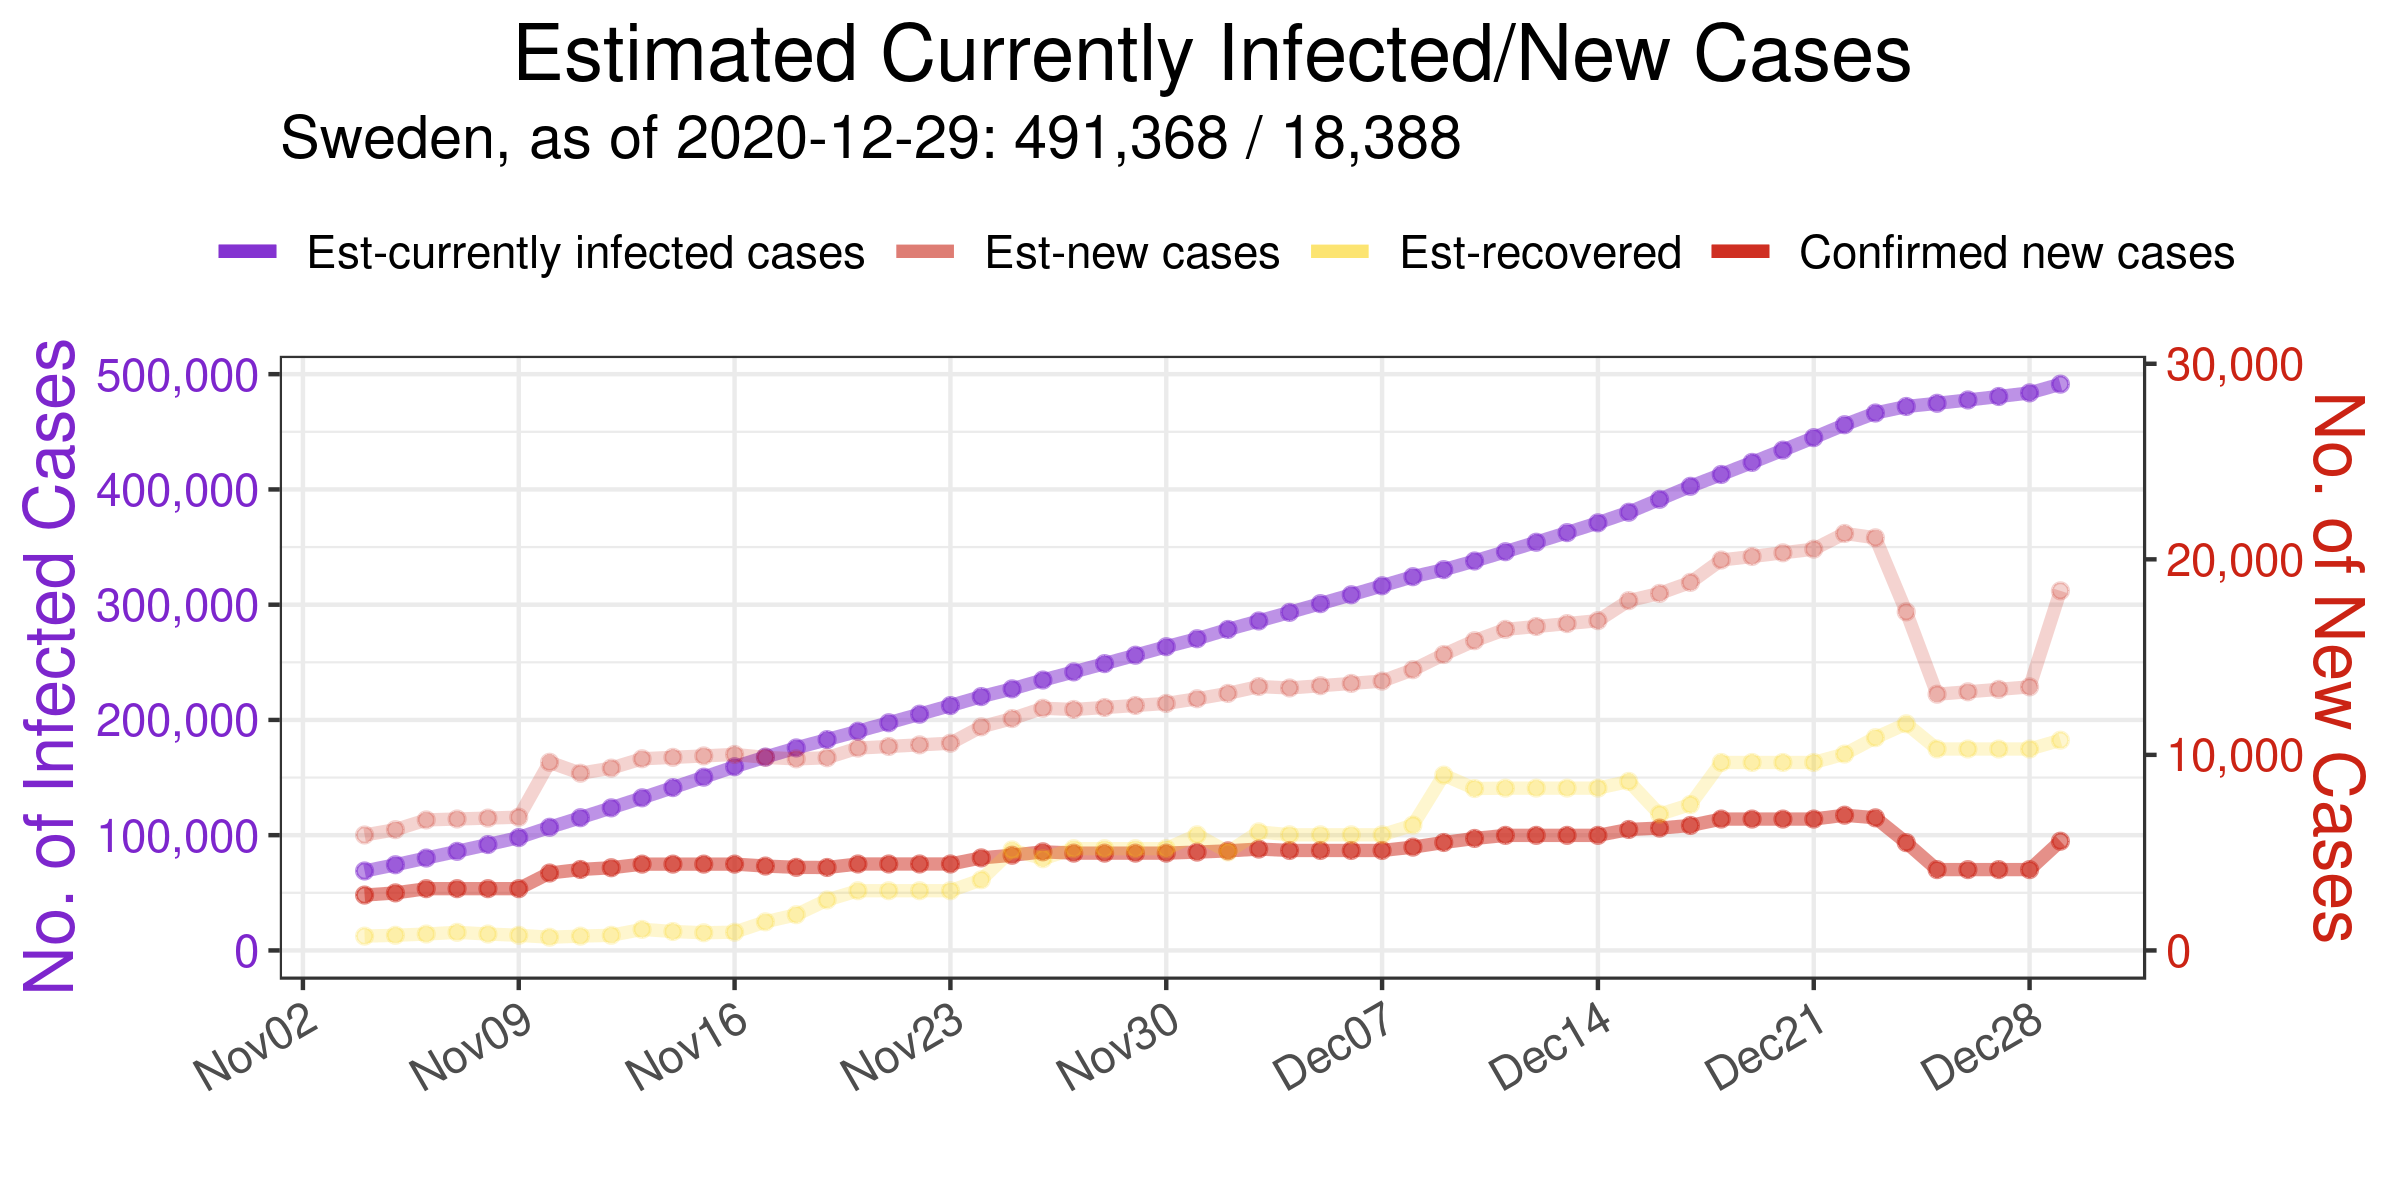 Estimated Currently Infected/New Cases
Sweden, as of 2020-12-29: 491,368 / 18,388
Est-currently infected cases Est-new cases Est-recovered Confirmed new cases
No. of Infected Cases
500,000
400,000
300,000
200,000
100,000
0
30,000
20,000
10,000
0
No. of New Cases
Nov02 Nov09 Nov16 Nov23 Nov30 Dec07 Dec14 Dec21 Dec28